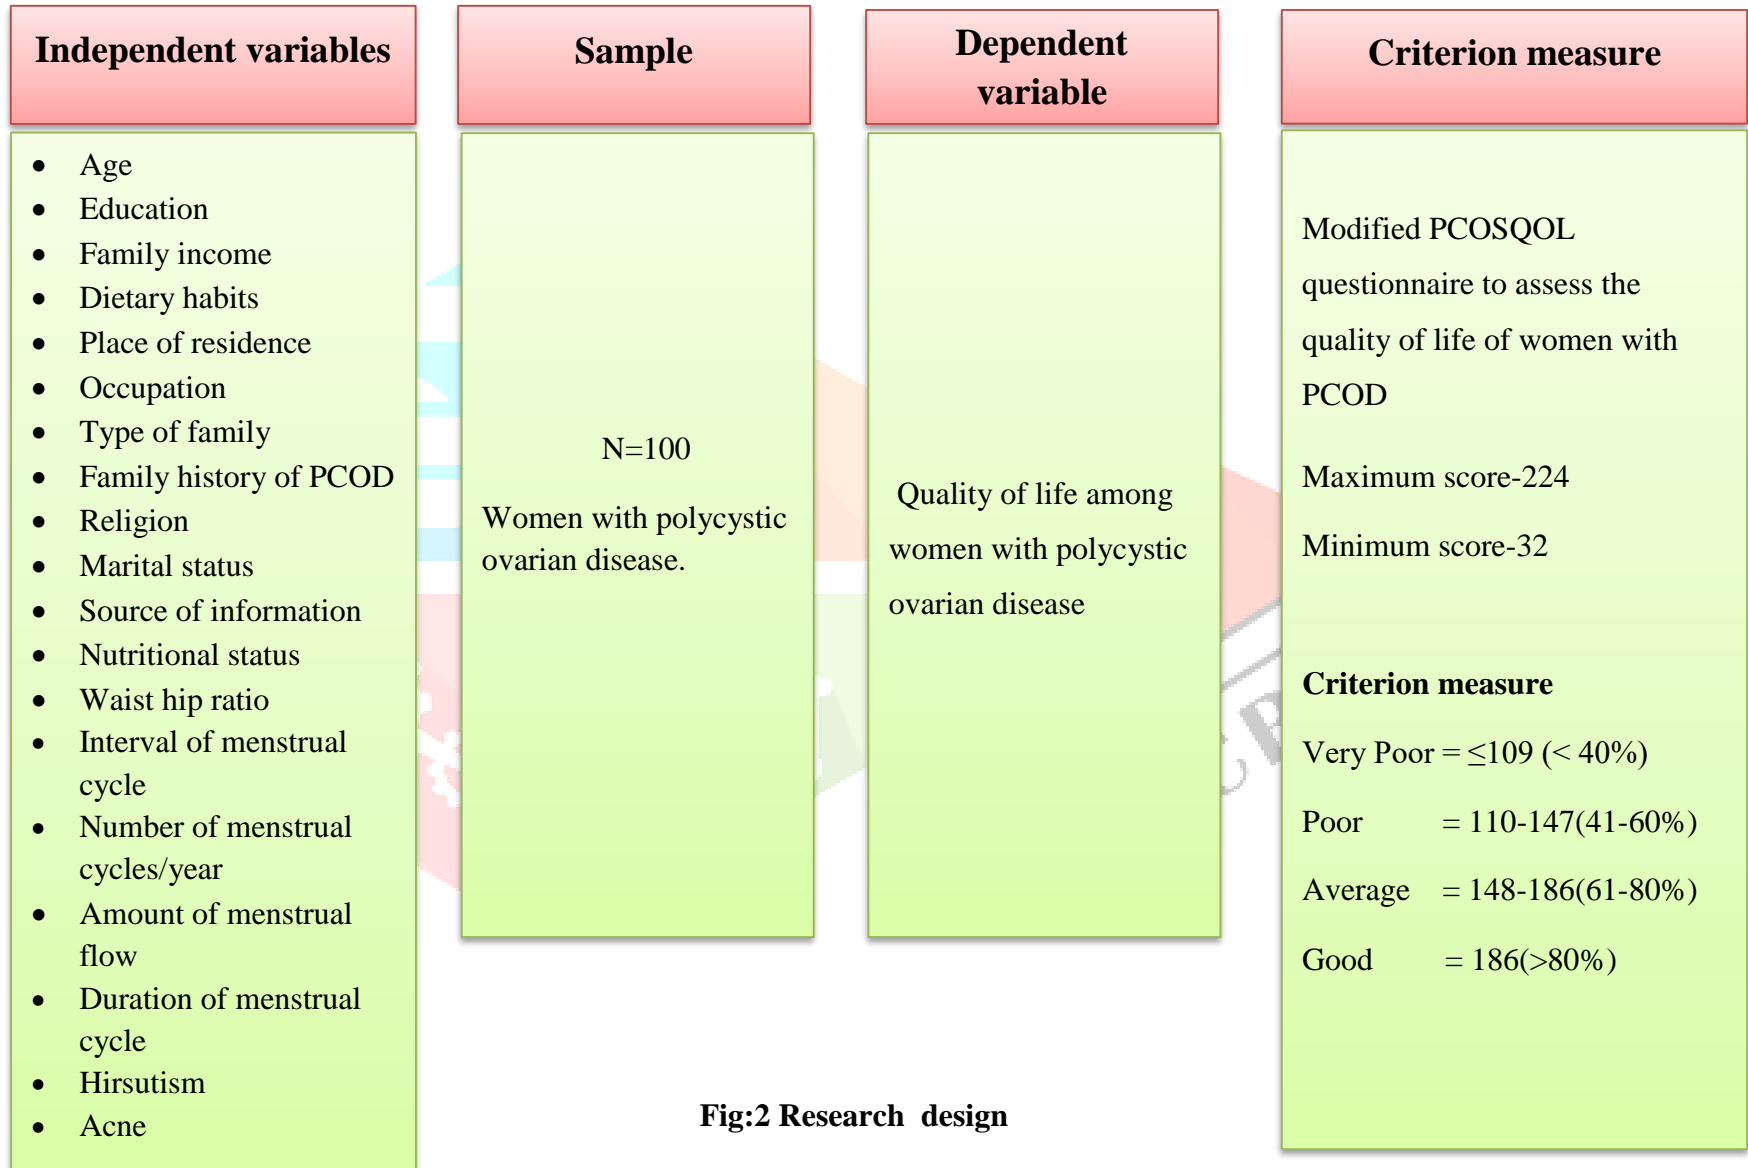 Independent variables
• Age
• Education
• Family income
• Dietary habits
• Place of residence
• Occupation
• Type of family
• Family history of PCOD
• Religion
• Marital status
• Source of information
• Nutritional status
• Waist hip ratio
• Interval of menstrual
cycle
• Number of menstrual
cycles/year
• Amount of menstrual
flow
• Duration of menstrual
cycle
• Hirsutism
• Acne
Sample
N=100
Women with polycystic
ovarian disease.
Dependent
variable
Quality of life among
women with polycystic
ovarian disease
Criterion measure
Modified PCOSQOL
questionnaire to assess the
quality of life of women with
PCOD
Maximum score-224
Minimum score-32
Criterion measure
Very Poor = ≤109 (< 40%)
Poor = 110-147(41-60%)
Average = 148-186(61-80%)
Good = 186(>80%)
Fig:2 Research design